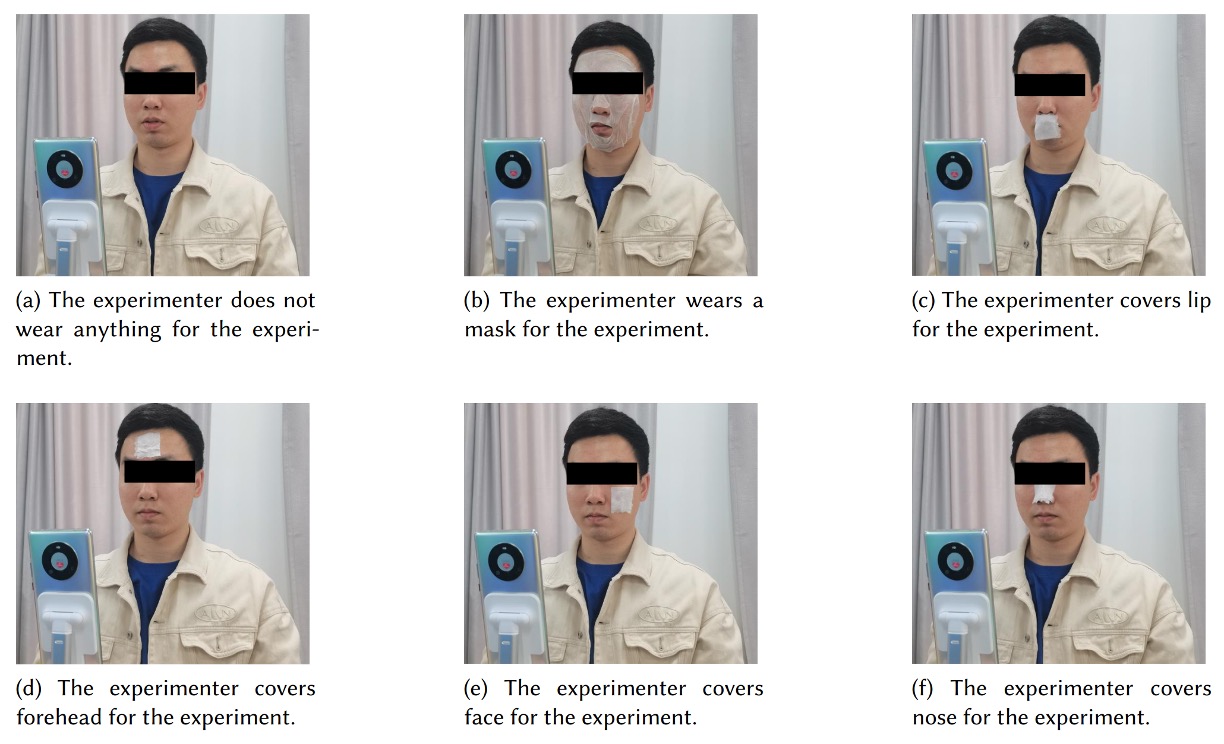 (a) The experimenter does not
wear anything for the experi-
ment.
(b) The experimenter wears a
mask for the experiment.
(c) The experimenter covers lip
for the experiment.
(d) The experimenter covers
forehead for the experiment.
(e) The experimenter covers
face for the experiment.
(f) The experimenter covers
nose for the experiment.